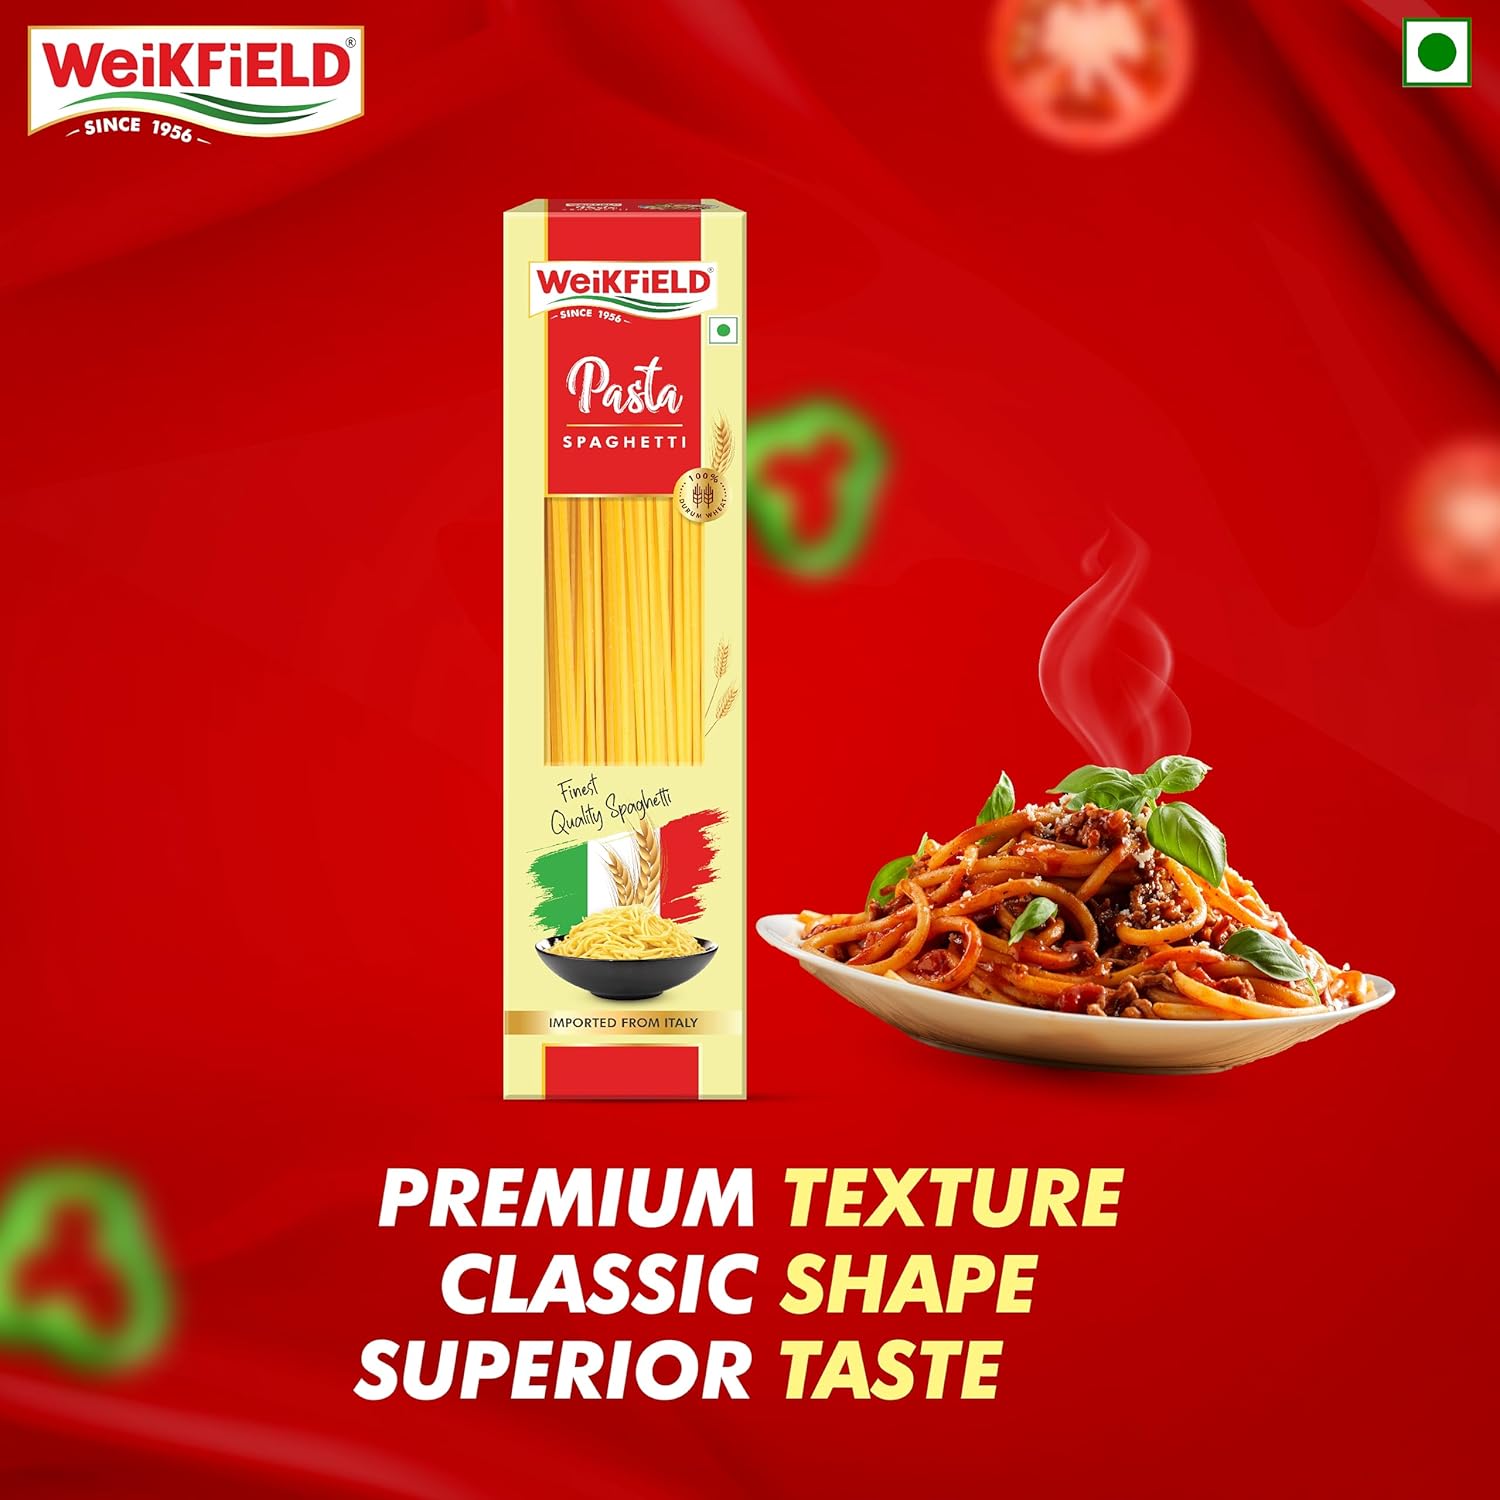 WeiKFiELD®
SINCE 1956
WeiKFiELD®
SINCE 1956
Pasta
SPAGHETTI
100%
DURUM WHEAT
Finest
Quality Spaghetti
IMPORTED FROM ITALY
PREMIUM TEXTURE
CLASSIC SHAPE
SUPERIOR TASTE